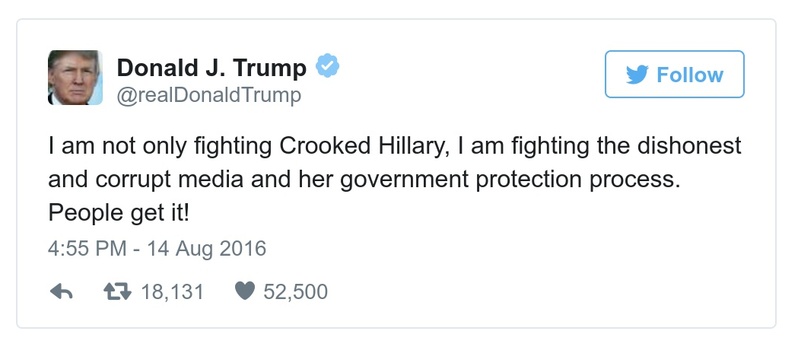 Donald J. Trump
@realDonaldTrump
Follow
I am not only fighting Crooked Hillary, I am fighting the dishonest
and corrupt media and her government protection process.
People get it!
4:55 PM - 14 Aug 2016
18,131 52,500